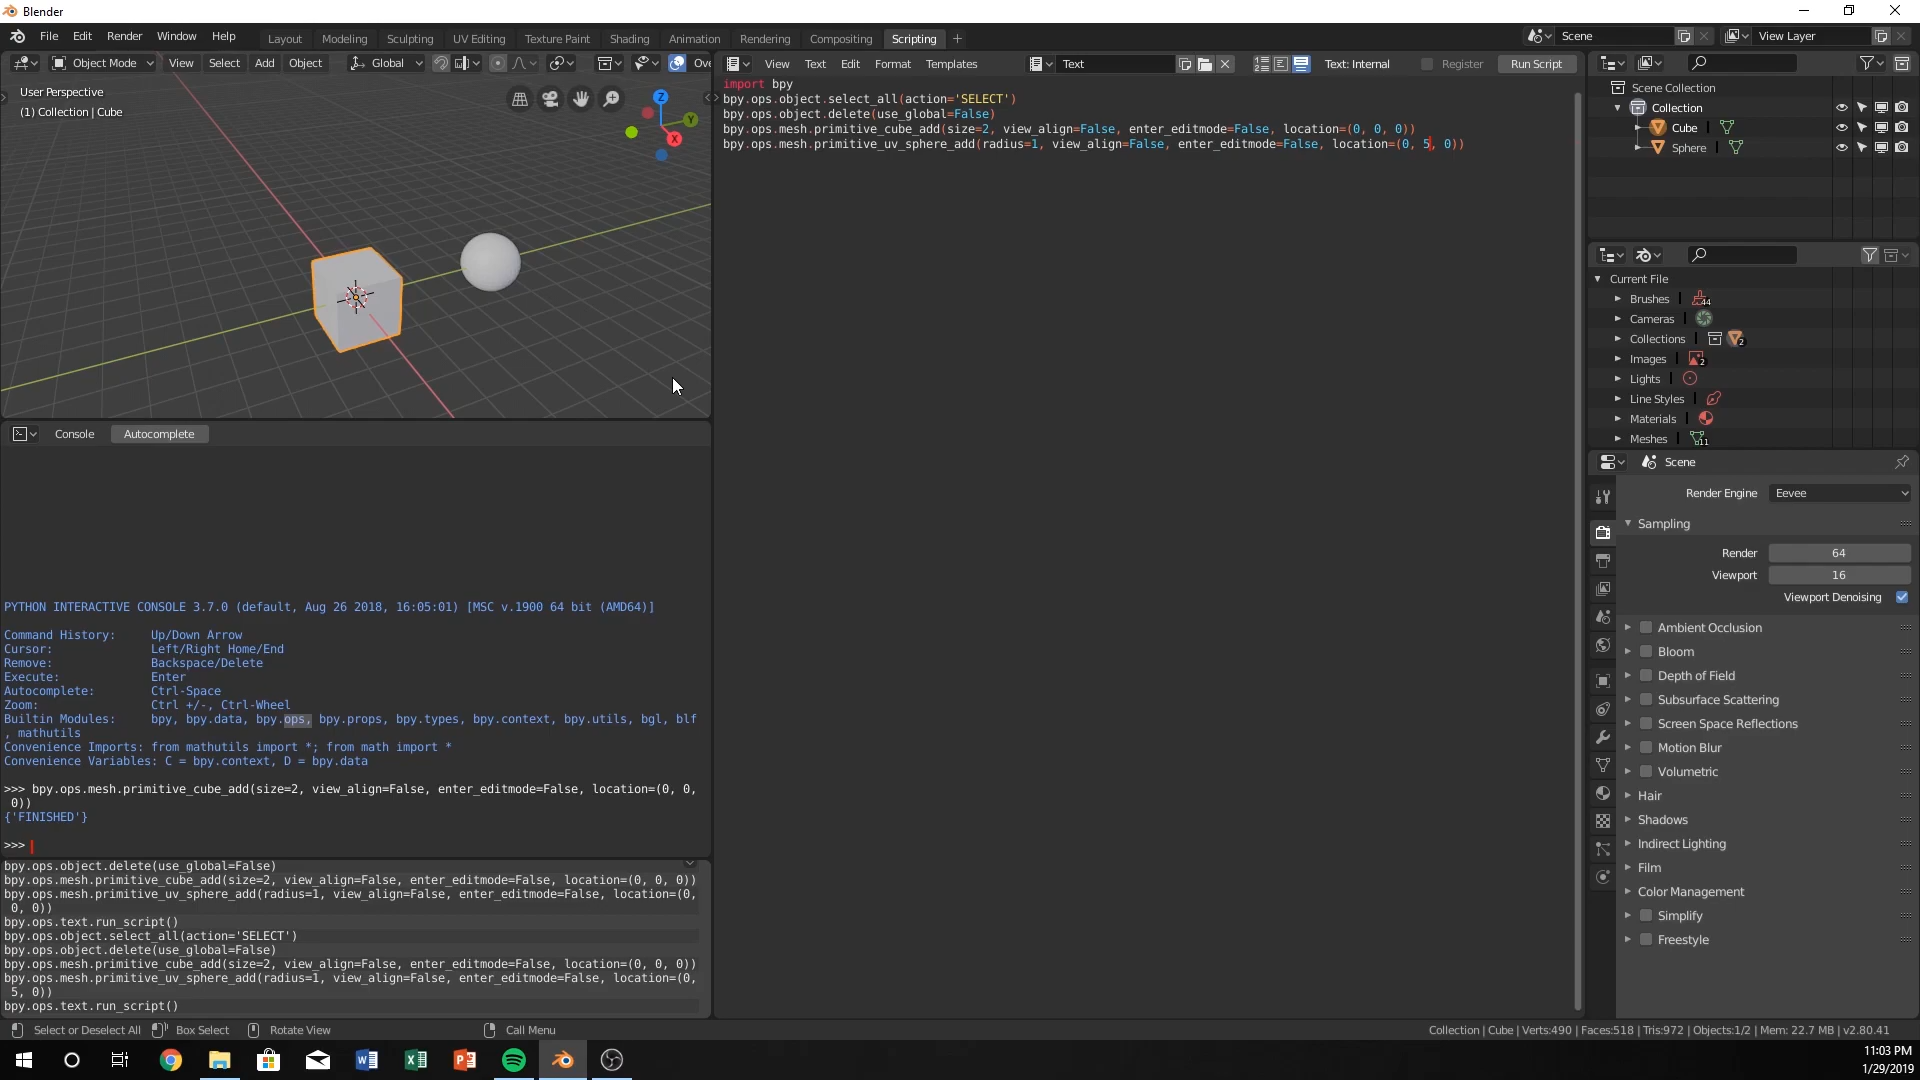 Blender
File Edit Render Window Help Layout Modeling Sculpting UV Editing Texture Paint Shading Animation Rendering Compositing Scripting + Scene View Layer
Object Mode View Select Add Object Global Ove View Text Edit Format Templates Text Text: Internal Register Run Script
User Perspective
(1) Collection | Cube
Z
Y
X
import bpy
bpy.ops.object.select_all(action='SELECT')
bpy.ops.object.delete(use_global=False)
bpy.ops.mesh.primitive_cube_add(size=2, view_align=False, enter_editmode=False, location=(0, 0, 0))
bpy.ops.mesh.primitive_uv_sphere_add(radius=1, view_align=False, enter_editmode=False, location=(0, 5, 0))
Scene Collection
Collection
Cube
Sphere
Current File
Brushes 44
Cameras
Collections 2
Images 2
Lights
Line Styles
Materials
Meshes 11
Console Autocomplete
PYTHON INTERACTIVE CONSOLE 3.7.0 (default, Aug 26 2018, 16:05:01) [MSC v.1900 64 bit (AMD64)]
Command History: Up/Down Arrow
Cursor: Left/Right Home/End
Remove: Backspace/Delete
Execute: Enter
Autocomplete: Ctrl-Space
Zoom: Ctrl +/-, Ctrl-Wheel
Builtin Modules: bpy, bpy.data, bpy.ops, bpy.props, bpy.types, bpy.context, bpy.utils, bgl, blf
, mathutils
Convenience Imports: from mathutils import *; from math import *
Convenience Variables: C = bpy.context, D = bpy.data
>>> bpy.ops.mesh.primitive_cube_add(size=2, view_align=False, enter_editmode=False, location=(0, 0,
0))
{'FINISHED'}
>>>
bpy.ops.object.delete(use_global=False)
bpy.ops.mesh.primitive_cube_add(size=2, view_align=False, enter_editmode=False, location=(0, 0, 0))
bpy.ops.mesh.primitive_uv_sphere_add(radius=1, view_align=False, enter_editmode=False, location=(0,
0, 0))
bpy.ops.text.run_script()
bpy.ops.object.select_all(action='SELECT')
bpy.ops.object.delete(use_global=False)
bpy.ops.mesh.primitive_cube_add(size=2, view_align=False, enter_editmode=False, location=(0, 0, 0))
bpy.ops.mesh.primitive_uv_sphere_add(radius=1, view_align=False, enter_editmode=False, location=(0,
5, 0))
bpy.ops.text.run_script()
Scene
Render Engine Eevee
Sampling
Render 64
Viewport 16
Viewport Denoising
Ambient Occlusion
Bloom
Depth of Field
Subsurface Scattering
Screen Space Reflections
Motion Blur
Volumetric
Hair
Shadows
Indirect Lighting
Film
Color Management
Simplify
Freestyle
Select or Deselect All Box Select Rotate View Call Menu Collection | Cube | Verts:490 | Faces:518 | Tris:972 | Objects:1/2 | Mem: 22.7 MB | v2.80.41
11:03 PM
1/29/2019